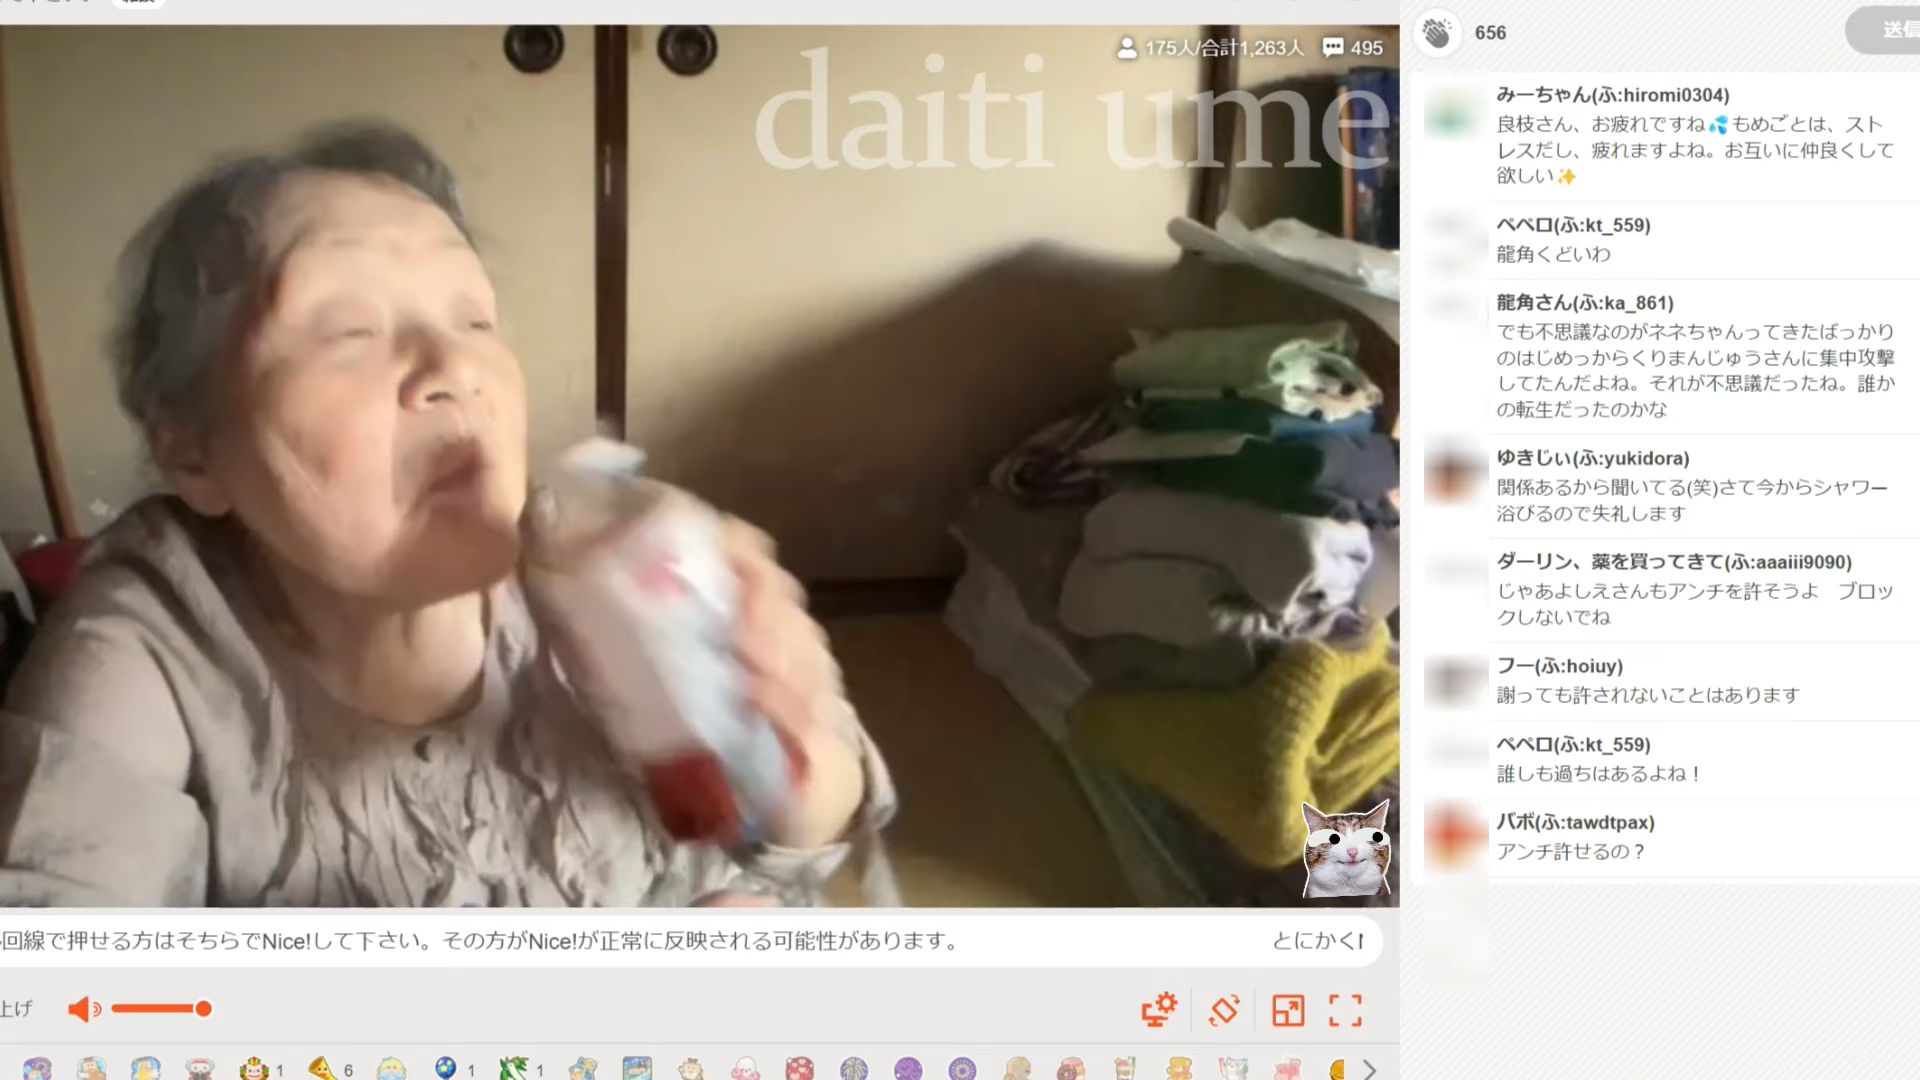 175人/合計1,263人 495
daiti ume
回線で押せる方はそちらでNice!して下さい。その方がNice!が正常に反映される可能性があります。
とにかく
上げ
1
6
1
1
656
送信
みーちゃん(ふ:hiromi0304)
良枝さん、お疲れですね💦もめごとは、スト
レスだし、疲れますよね。お互いに仲良くして
欲しい✨
ペペロ(ふ:kt_559)
龍角くどいわ
龍角さん(ふ:ka_861)
でも不思議なのがネネちゃんってきたばっかり
のはじめっからくりまんじゅうさんに集中攻撃
してたんだよね。それが不思議だったね。誰か
の転生だったのかな
ゆきじぃ(ふ:yukidora)
関係あるから聞いてる(笑)さて今からシャワー
浴びるので失礼します
ダーリン、薬を買ってきて(ふ:aaaiii9090)
じゃあよしえさんもアンチを許そうよ　ブロッ
クしないでね
フー(ふ:hoiuy)
謝っても許されないことはあります
ペペロ(ふ:kt_559)
誰しも過ちはあるよね！
バボ(ふ:tawdtpax)
アンチ許せるの？